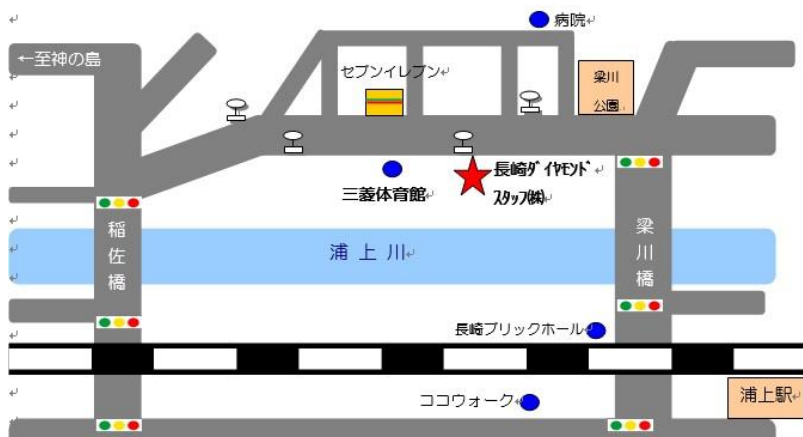 病院
←至神の島
セブンイレブン
梁川
公園
長崎ダイヤモンド
スタッフ㈱
三菱体育館
稲
佐
橋
浦上川
梁
川
橋
長崎ブリックホール
ココウォーク
浦上駅